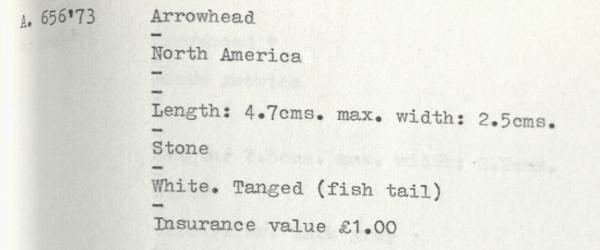 A. 656'73 Arrowhead
North America
Length: 4.7cms. max. width: 2.5cms.
Stone
White. Tanged (fish tail)
Insurance value £1.00